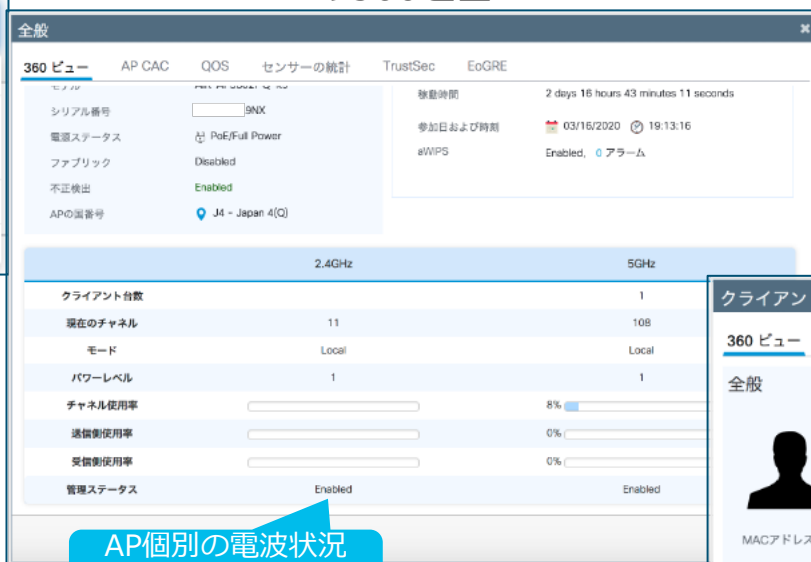 全般
360 ビュー AP CAC QOS センサーの統計 TrustSec EoGRE
シリアル番号 9NX
電源ステータス PoE/Full Power
ファブリック Disabled
不正検出 Enabled
APの国番号 J4 - Japan 4(Q)
稼働時間 2 days 16 hours 43 minutes 11 seconds
参加日および時刻 03/16/2020 19:13:16
aWIPS Enabled, 0 アラーム
2.4GHz 5GHz
クライアント台数 1
現在のチャネル 11 108
モード Local Local
パワーレベル 1 1
チャネル使用率 8%
送信側使用率 0%
受信側使用率 0%
管理ステータス Enabled Enabled
AP個別の電波状況
クライアン
360 ビュー
全般
MACアドレス